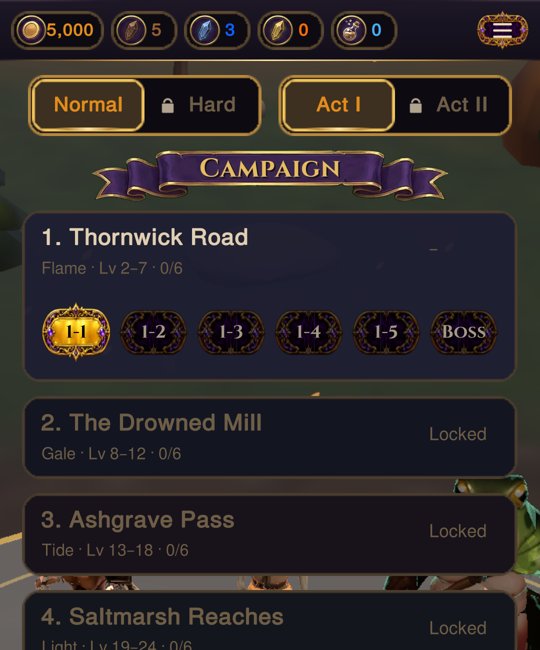 5,000 5 3 0 0
Normal Hard Act I Act II
CAMPAIGN
1. Thornwick Road
–
Flame · Lv 2–7 · 0/6
1-1 1-2 1-3 1-4 1-5 BOSS
2. The Drowned Mill
Locked
Gale · Lv 8–12 · 0/6
3. Ashgrave Pass
Locked
Tide · Lv 13–18 · 0/6
4. Saltmarsh Reaches
Locked
Light · Lv 19–24 · 0/6